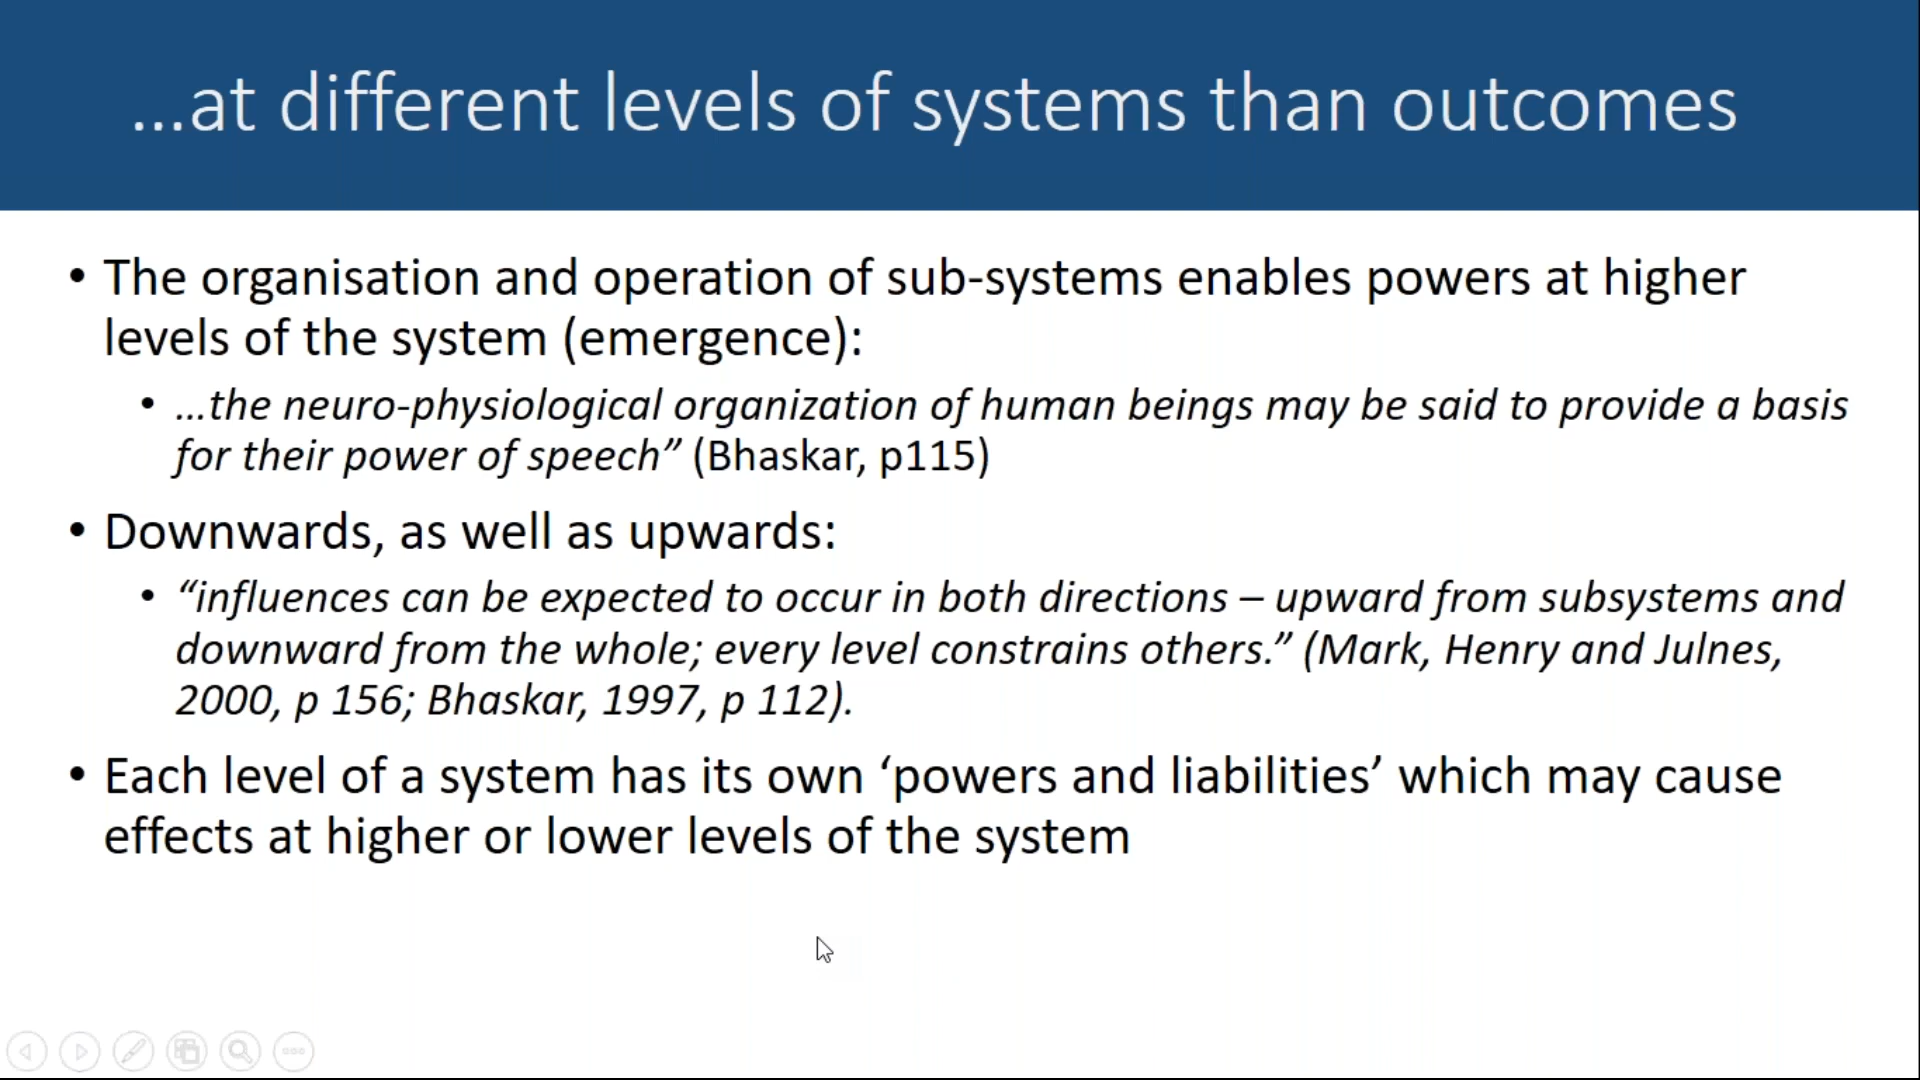 ...at different levels of systems than outcomes
• The organisation and operation of sub-systems enables powers at higher
levels of the system (emergence):
• ...the neuro-physiological organization of human beings may be said to provide a basis
for their power of speech” (Bhaskar, p115)
• Downwards, as well as upwards:
• “influences can be expected to occur in both directions – upward from subsystems and
downward from the whole; every level constrains others.” (Mark, Henry and Julnes,
2000, p 156; Bhaskar, 1997, p 112).
• Each level of a system has its own ‘powers and liabilities’ which may cause
effects at higher or lower levels of the system